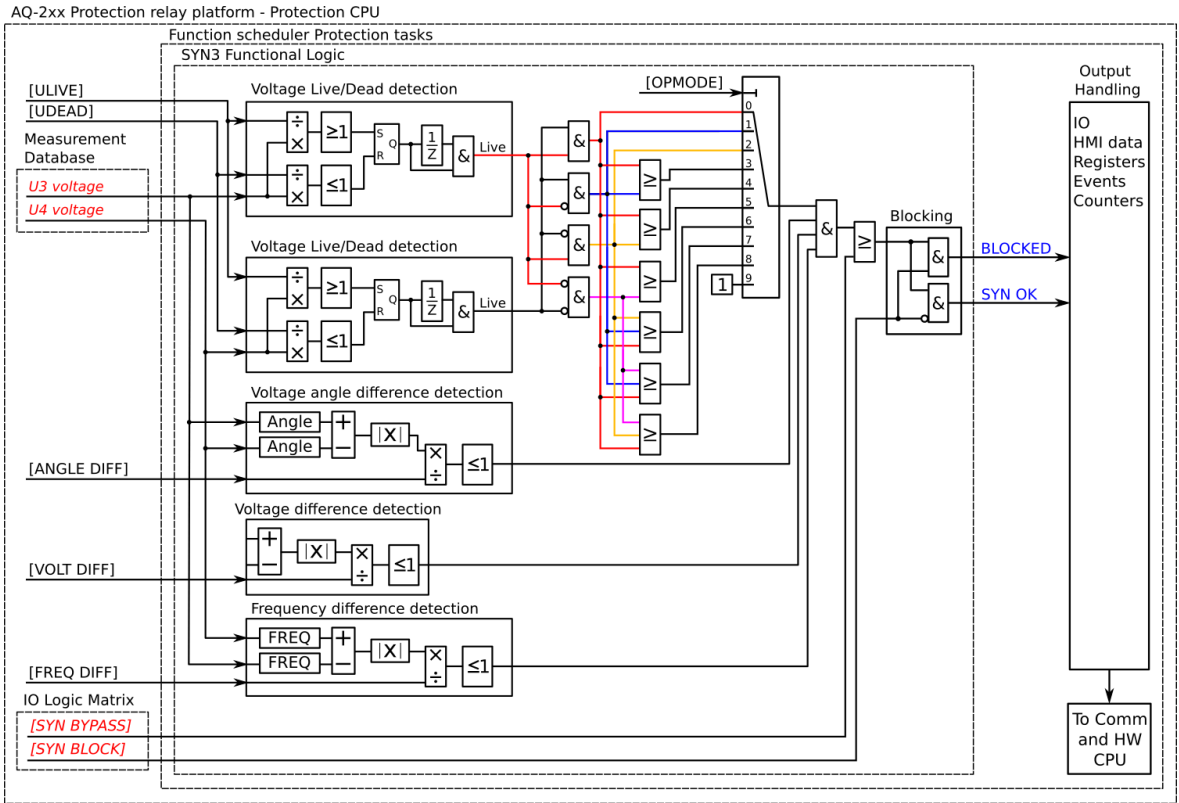 AQ-2xx Protection relay platform - Protection CPU
Function scheduler Protection tasks
SYN3 Functional Logic
[ULIVE]
[UDEAD]
Measurement
Database
U3 voltage
U4 voltage
Voltage Live/Dead detection
÷
×
≥1
÷
×
≤1
S
Q
R
1
Z
&
Live
Voltage Live/Dead detection
÷
×
≥1
÷
×
≤1
S
Q
R
1
Z
&
Live
&
&
&
&
≥
≥
≥
≥
≥
≥
[OPMODE]
0
1
2
3
4
5
6
7
8
9
1
&
≥
Blocking
&
&
BLOCKED
SYN OK
Output
Handling
IO
HMI data
Registers
Events
Counters
To Comm
and HW
CPU
Voltage angle difference detection
Angle
Angle
+
−
|X|
×
÷
≤1
[ANGLE DIFF]
Voltage difference detection
+
−
|X|
×
÷
≤1
[VOLT DIFF]
Frequency difference detection
FREQ
FREQ
+
−
|X|
×
÷
≤1
[FREQ DIFF]
IO Logic Matrix
[SYN BYPASS]
[SYN BLOCK]